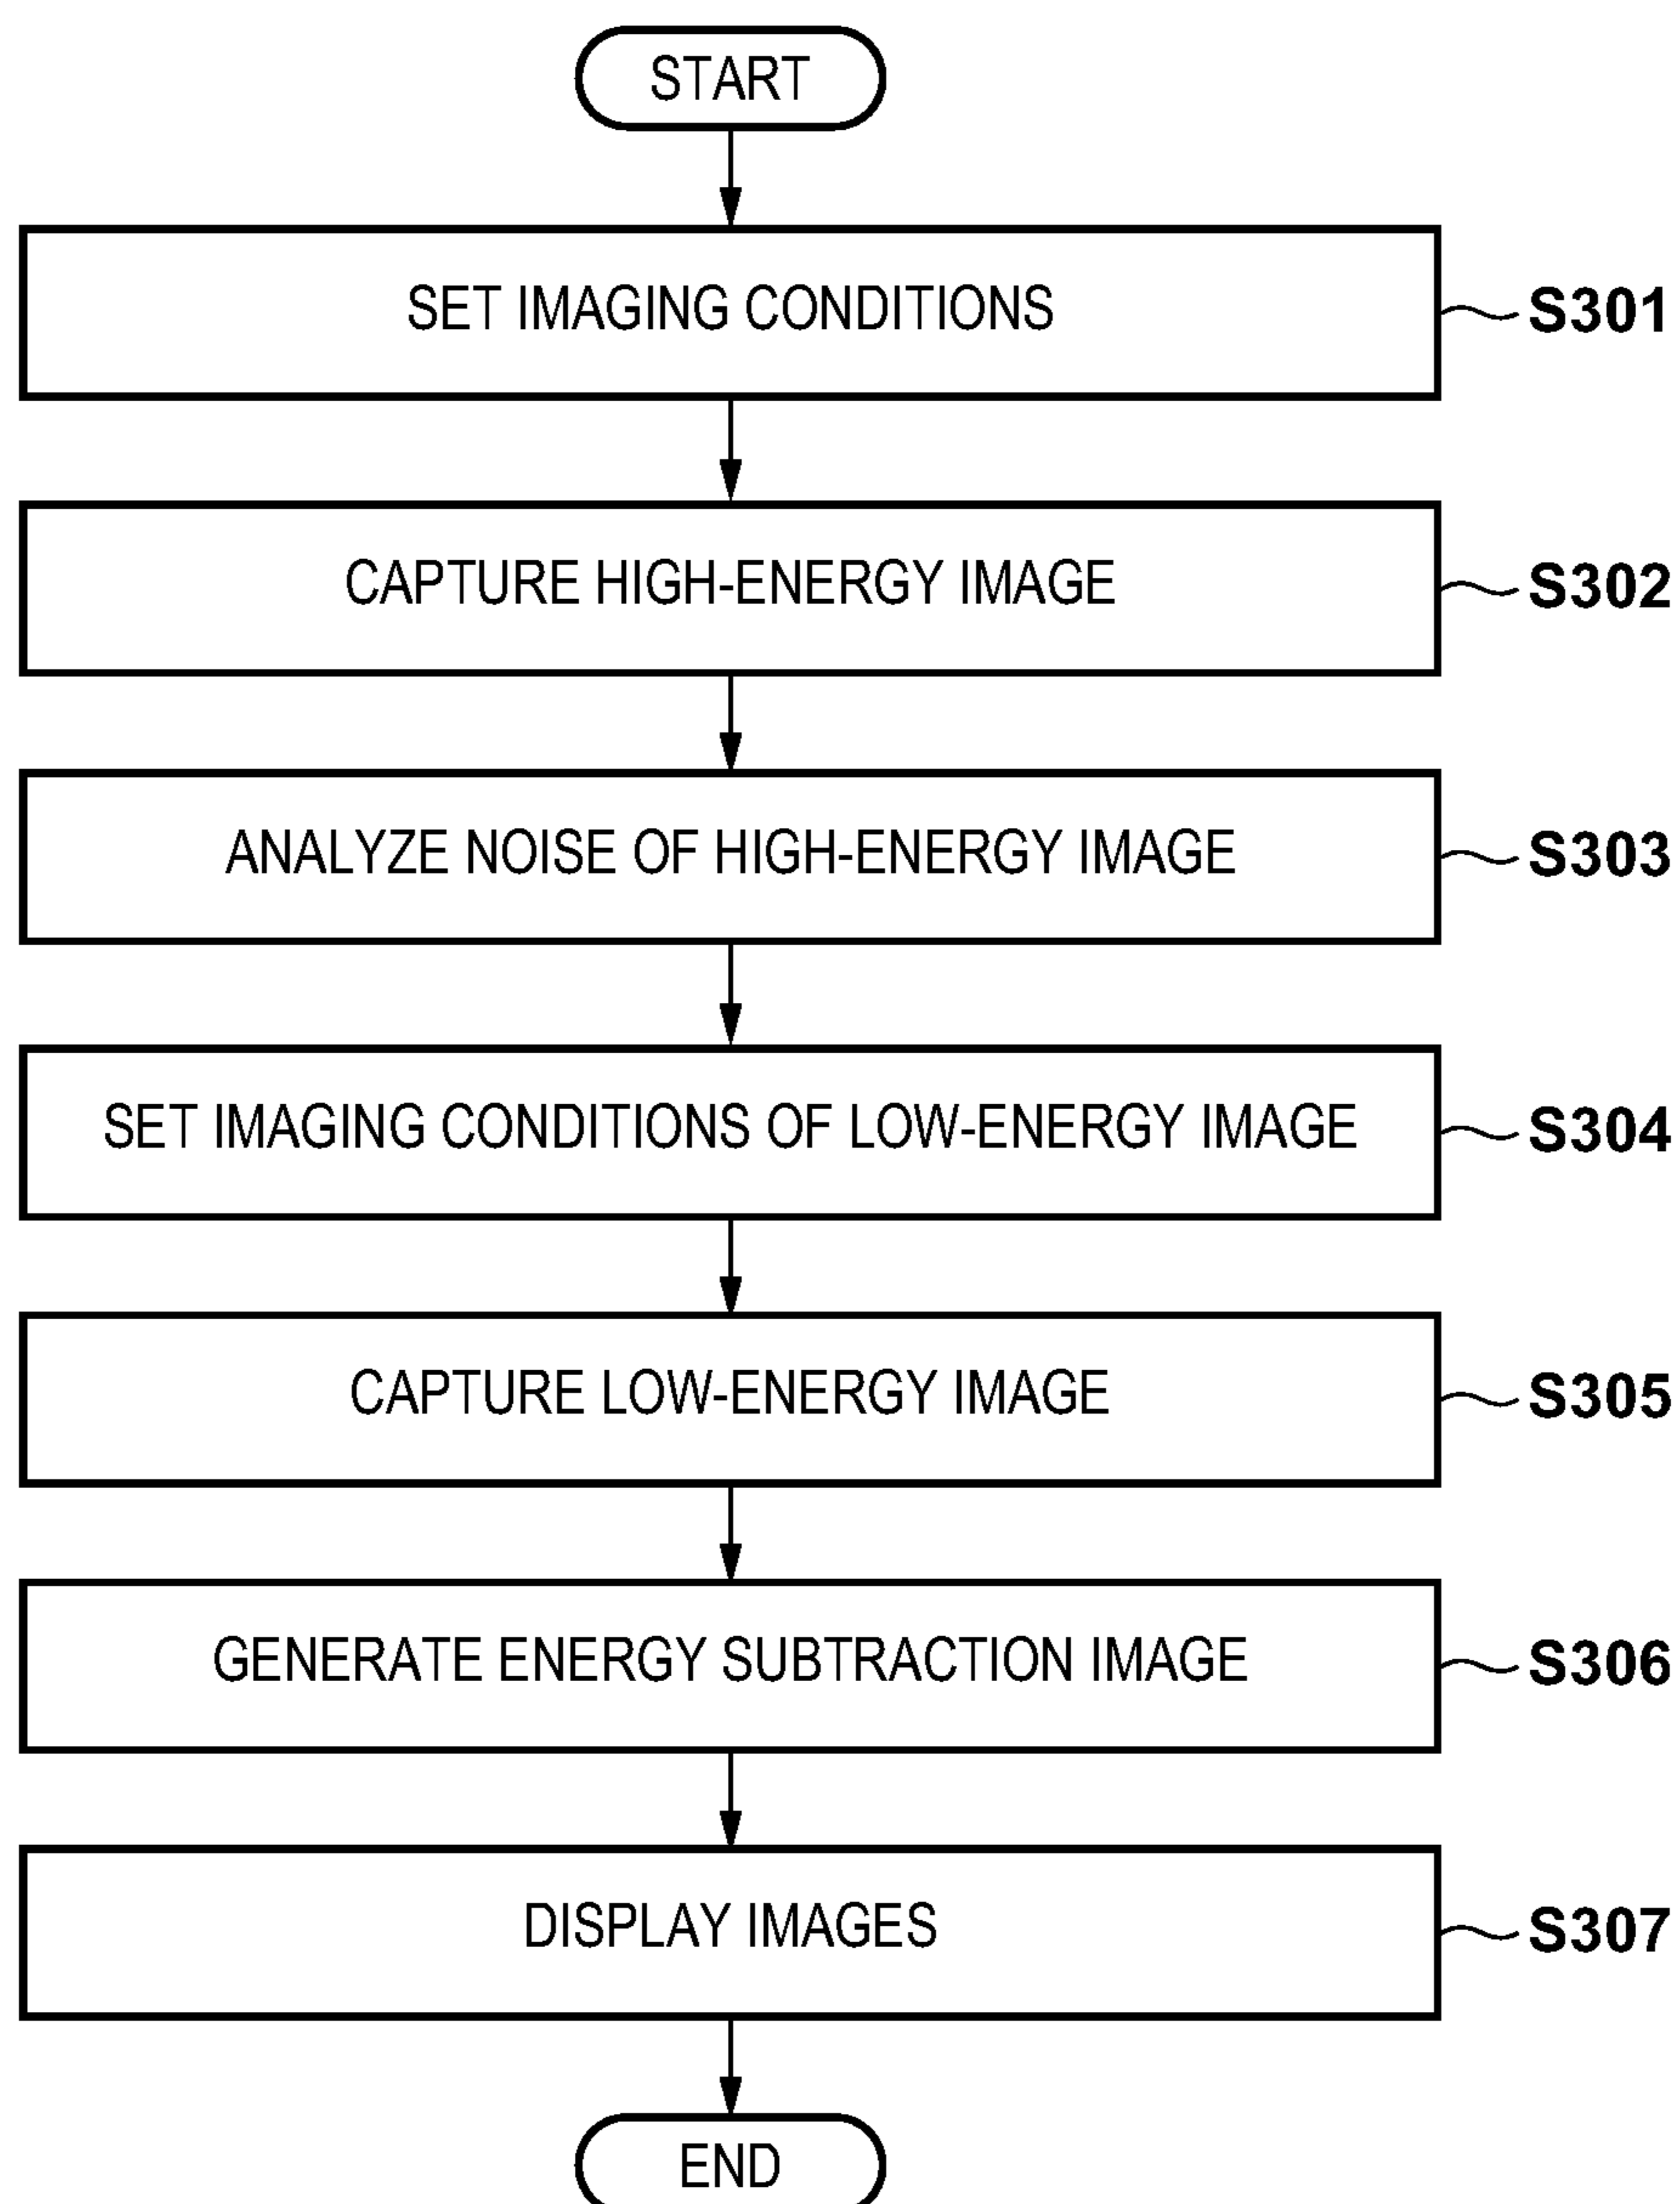 START
SET IMAGING CONDITIONS
S301
CAPTURE HIGH-ENERGY IMAGE
S302
ANALYZE NOISE OF HIGH-ENERGY IMAGE
S303
SET IMAGING CONDITIONS OF LOW-ENERGY IMAGE
S304
CAPTURE LOW-ENERGY IMAGE
S305
GENERATE ENERGY SUBTRACTION IMAGE
S306
DISPLAY IMAGES
S307
END